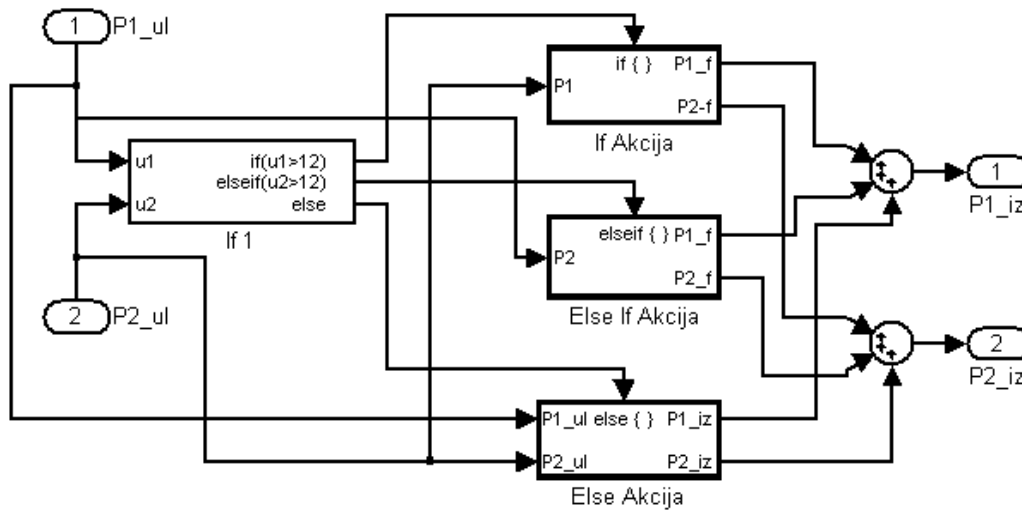 1
P1_ul
if { }
P1_f
P1
P2-f
If Akcija
u1
if(u1>12)
elseif(u2>12)
u2
else
If 1
1
P1_iz
elseif { }
P1_f
P2
P2_f
Else If Akcija
2
P2_ul
2
P2_iz
P1_ul
else { }
P1_iz
P2_ul
P2_iz
Else Akcija